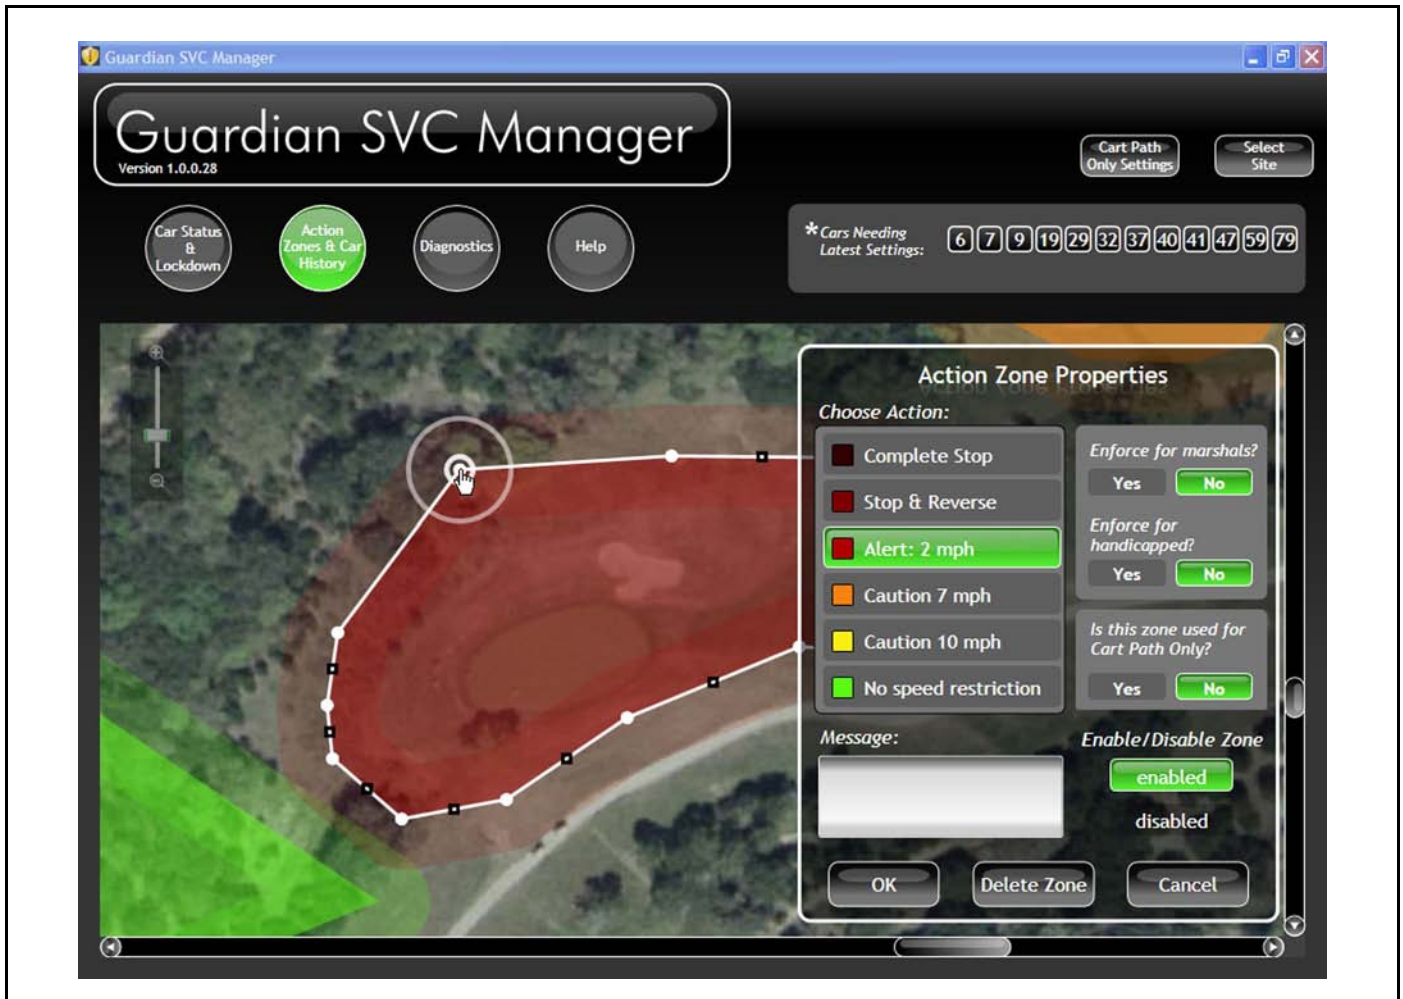 Guardian SVC Manager
Guardian SVC Manager
Version 1.0.0.28
Cart Path
Only Settings
Select
Site
Car Status
&
Lockdown
Action
Zones & Car
History
Diagnostics
Help
*Cars Needing
Latest Settings:
6 7 9 19 29 32 37 40 41 47 59 79
Action Zone Properties
Choose Action:
Complete Stop
Stop & Reverse
Alert: 2 mph
Caution 7 mph
Caution 10 mph
No speed restriction
Enforce for marshals?
Yes No
Enforce for
handicapped?
Yes No
Is this zone used for
Cart Path Only?
Yes No
Message:
Enable/Disable Zone
enabled
disabled
OK
Delete Zone
Cancel